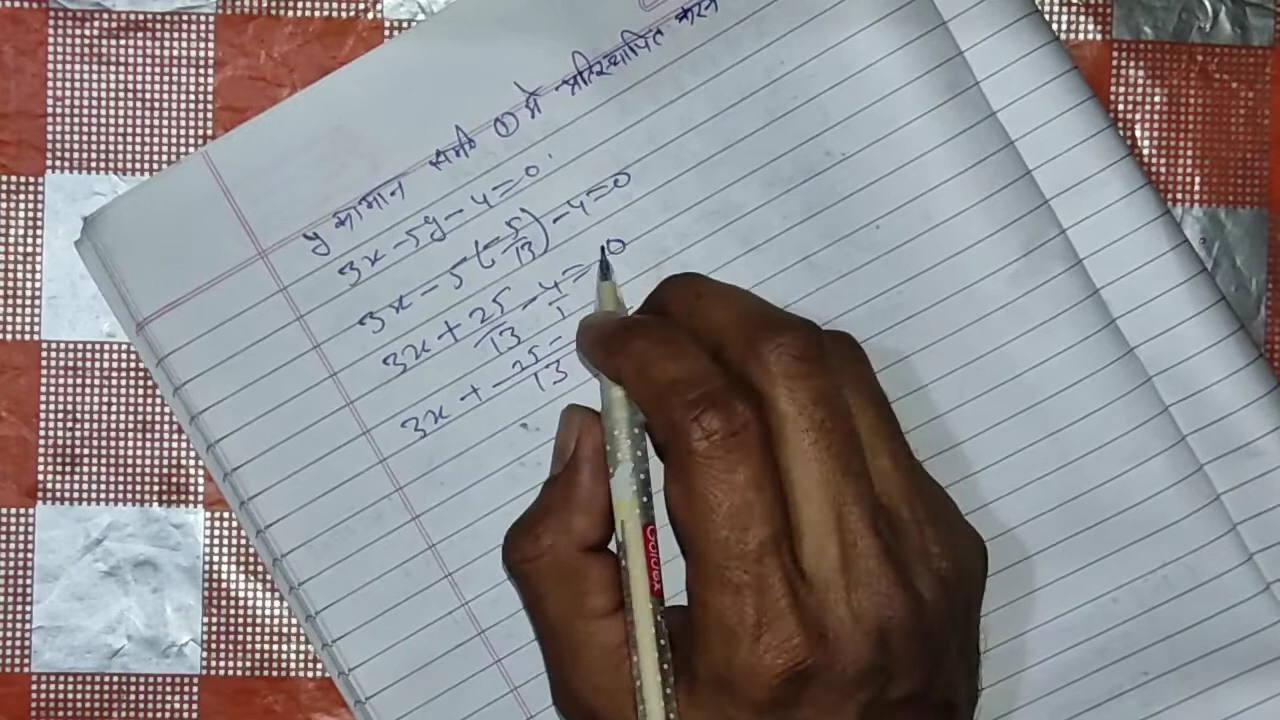 y का मान समी० ① में प्रतिस्थापित करने
3x - 5y - 4 = 0
3x - 5(-5/13) - 4 = 0
3x + 25/13 - 4/1 = 0
3x + 25-/13